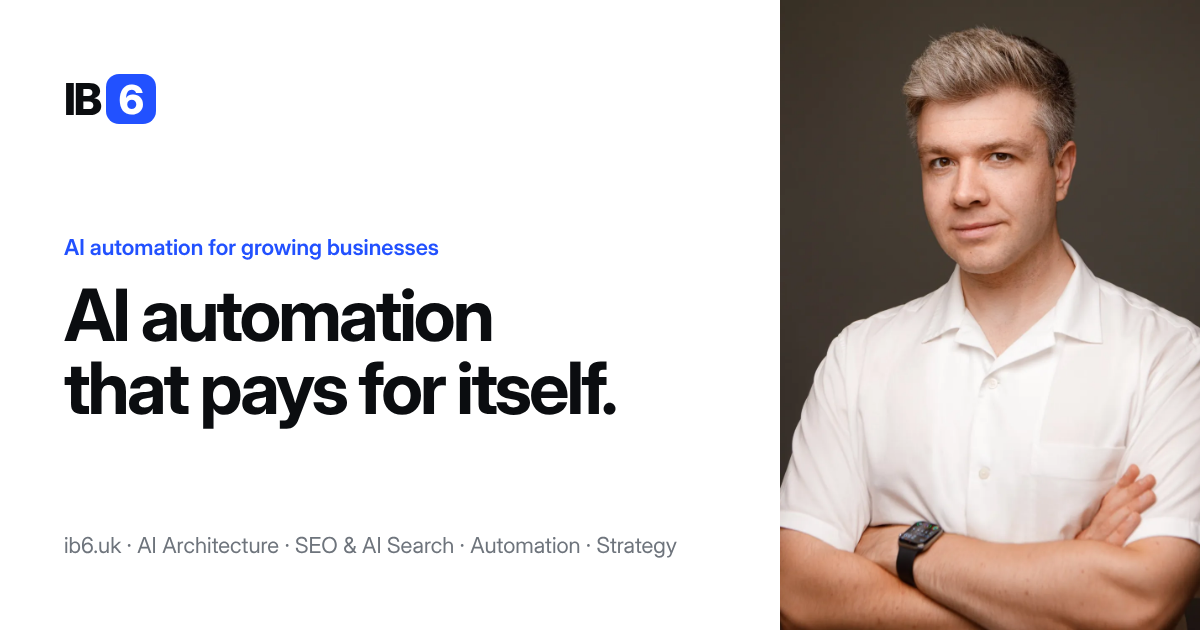 IB6
AI automation for growing businesses
AI automation
that pays for itself.
ib6.uk · AI Architecture · SEO & AI Search · Automation · Strategy